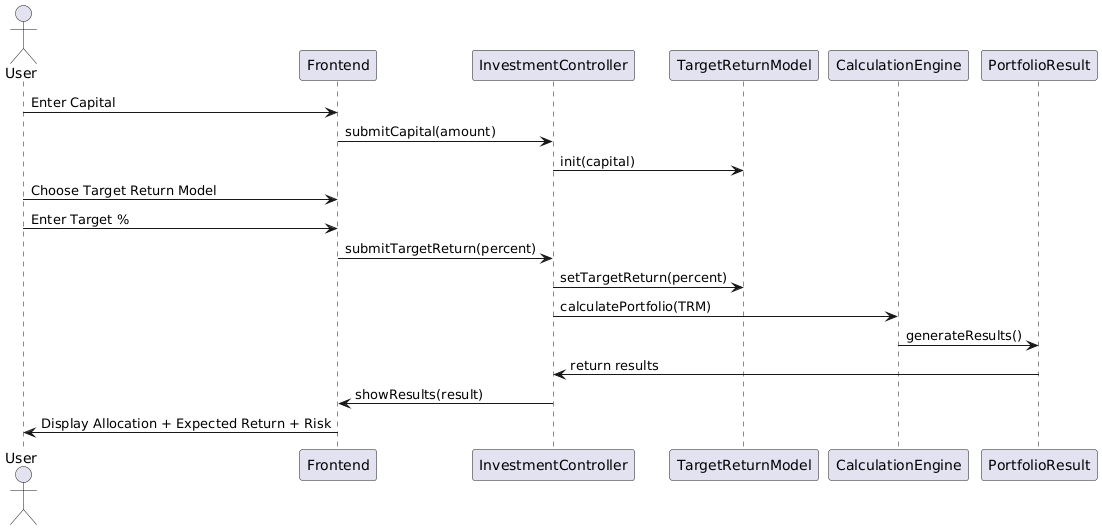 User
Frontend
InvestmentController
TargetReturnModel
CalculationEngine
PortfolioResult
Enter Capital
submitCapital(amount)
init(capital)
Choose Target Return Model
Enter Target %
submitTargetReturn(percent)
setTargetReturn(percent)
calculatePortfolio(TRM)
generateResults()
return results
showResults(result)
Display Allocation + Expected Return + Risk
User
Frontend
InvestmentController
TargetReturnModel
CalculationEngine
PortfolioResult